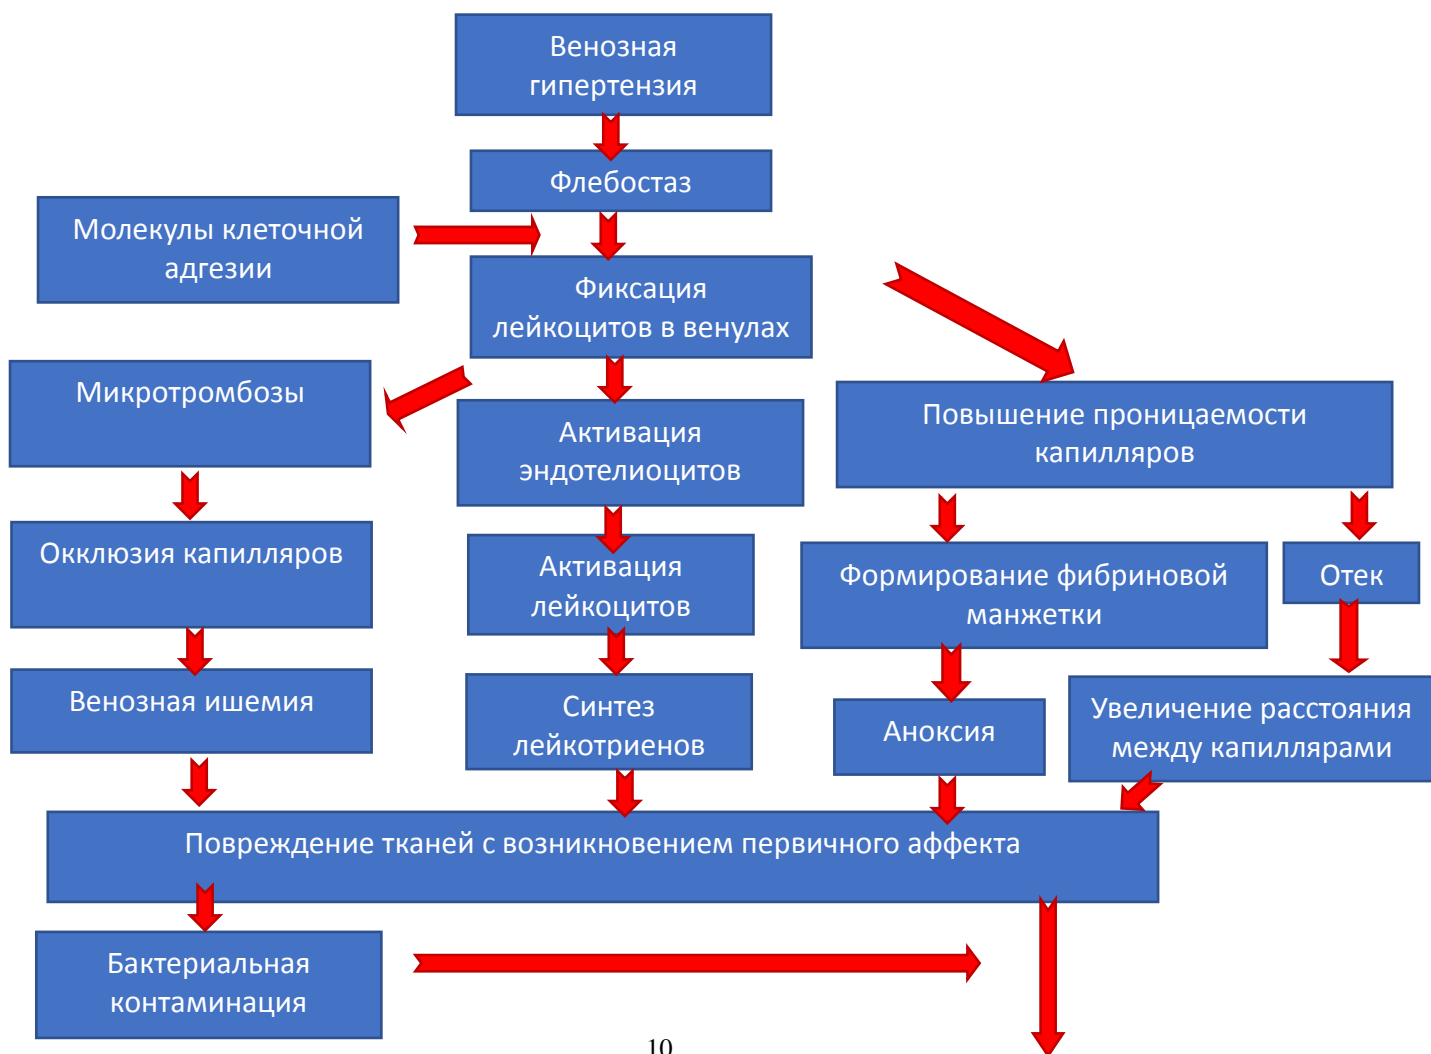 Венозная
гипертензия
Флебостаз
Молекулы клеточной
адгезии
Фиксация
лейкоцитов в венулах
Микротромбозы
Активация
эндотелиоцитов
Повышение проницаемости
капилляров
Окклюзия капилляров
Активация
лейкоцитов
Формирование фибриновой
манжетки
Отек
Венозная ишемия
Синтез
лейкотриенов
Аноксия
Увеличение расстояния
между капиллярами
Повреждение тканей с возникновением первичного аффекта
Бактериальная
контаминация
10